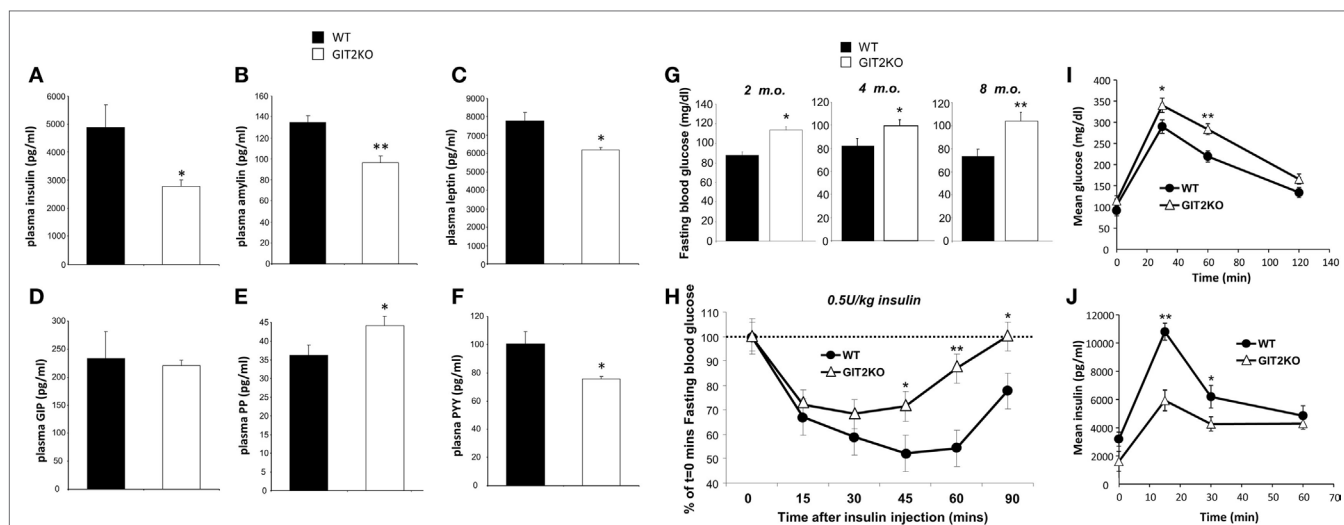 WT
GIT2KO
A
plasma insulin (pg/ml)
6000
5000
4000
3000
2000
1000
0
*
B
plasma amylin (pg/ml)
160
140
120
100
80
60
40
20
0
**
C
plasma leptin (pg/ml)
9000
8000
7000
6000
5000
4000
3000
2000
1000
0
*
D
plasma GIP (pg/ml)
300
250
200
150
100
50
0
E
plasma PP (pg/ml)
45
40
35
30
25
20
15
10
5
0
*
F
plasna PYY (pg/ml)
120
100
80
60
40
20
0
*
WT
GIT2KO
G
Fasting blood glucose (mg/dl)
2 m.o.
140
120
100
80
60
40
20
0
*
4 m.o.
120
100
80
60
40
20
0
*
8 m.o.
120
100
80
60
40
20
0
**
H
0.5U/kg insulin
% of t=0 mins Fasting blood glucose
110
100
90
80
70
60
50
40
WT
GIT2KO
*
**
*
0 15 30 45 60 90
Time after insulin injection (mins)
I
Mean glucose (mg/dl)
400
350
300
250
200
150
100
50
0
*
**
WT
GIT2KO
0 20 40 60 80 100 120 140
Time (min)
J
Mean insulin (pg/ml)
12000
10000
8000
6000
4000
2000
0
**
*
WT
GIT2KO
0 10 20 30 40 50 60 70
Time (min)